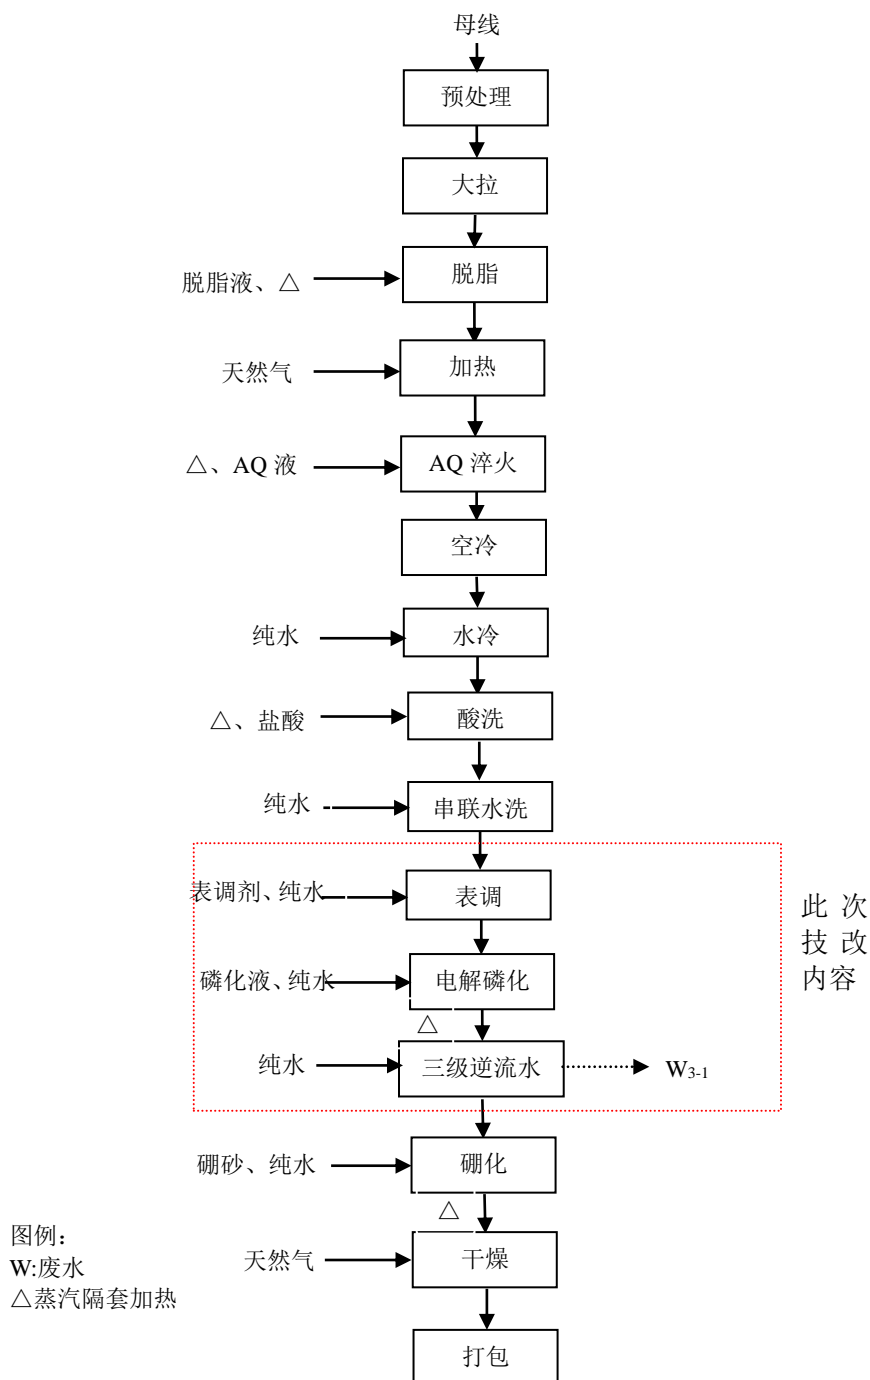 母线
预处理
大拉
脱脂液、△
脱脂
天然气
加热
△、AQ 液
AQ 淬火
空冷
纯水
水冷
△、盐酸
酸洗
纯水
串联水洗
表调剂、纯水
表调
此次
技改
内容
磷化液、纯水
电解磷化
△
纯水
三级逆流水
W3-1
硼砂、纯水
硼化
△
图例：
W:废水
△蒸汽隔套加热
天然气
干燥
打包